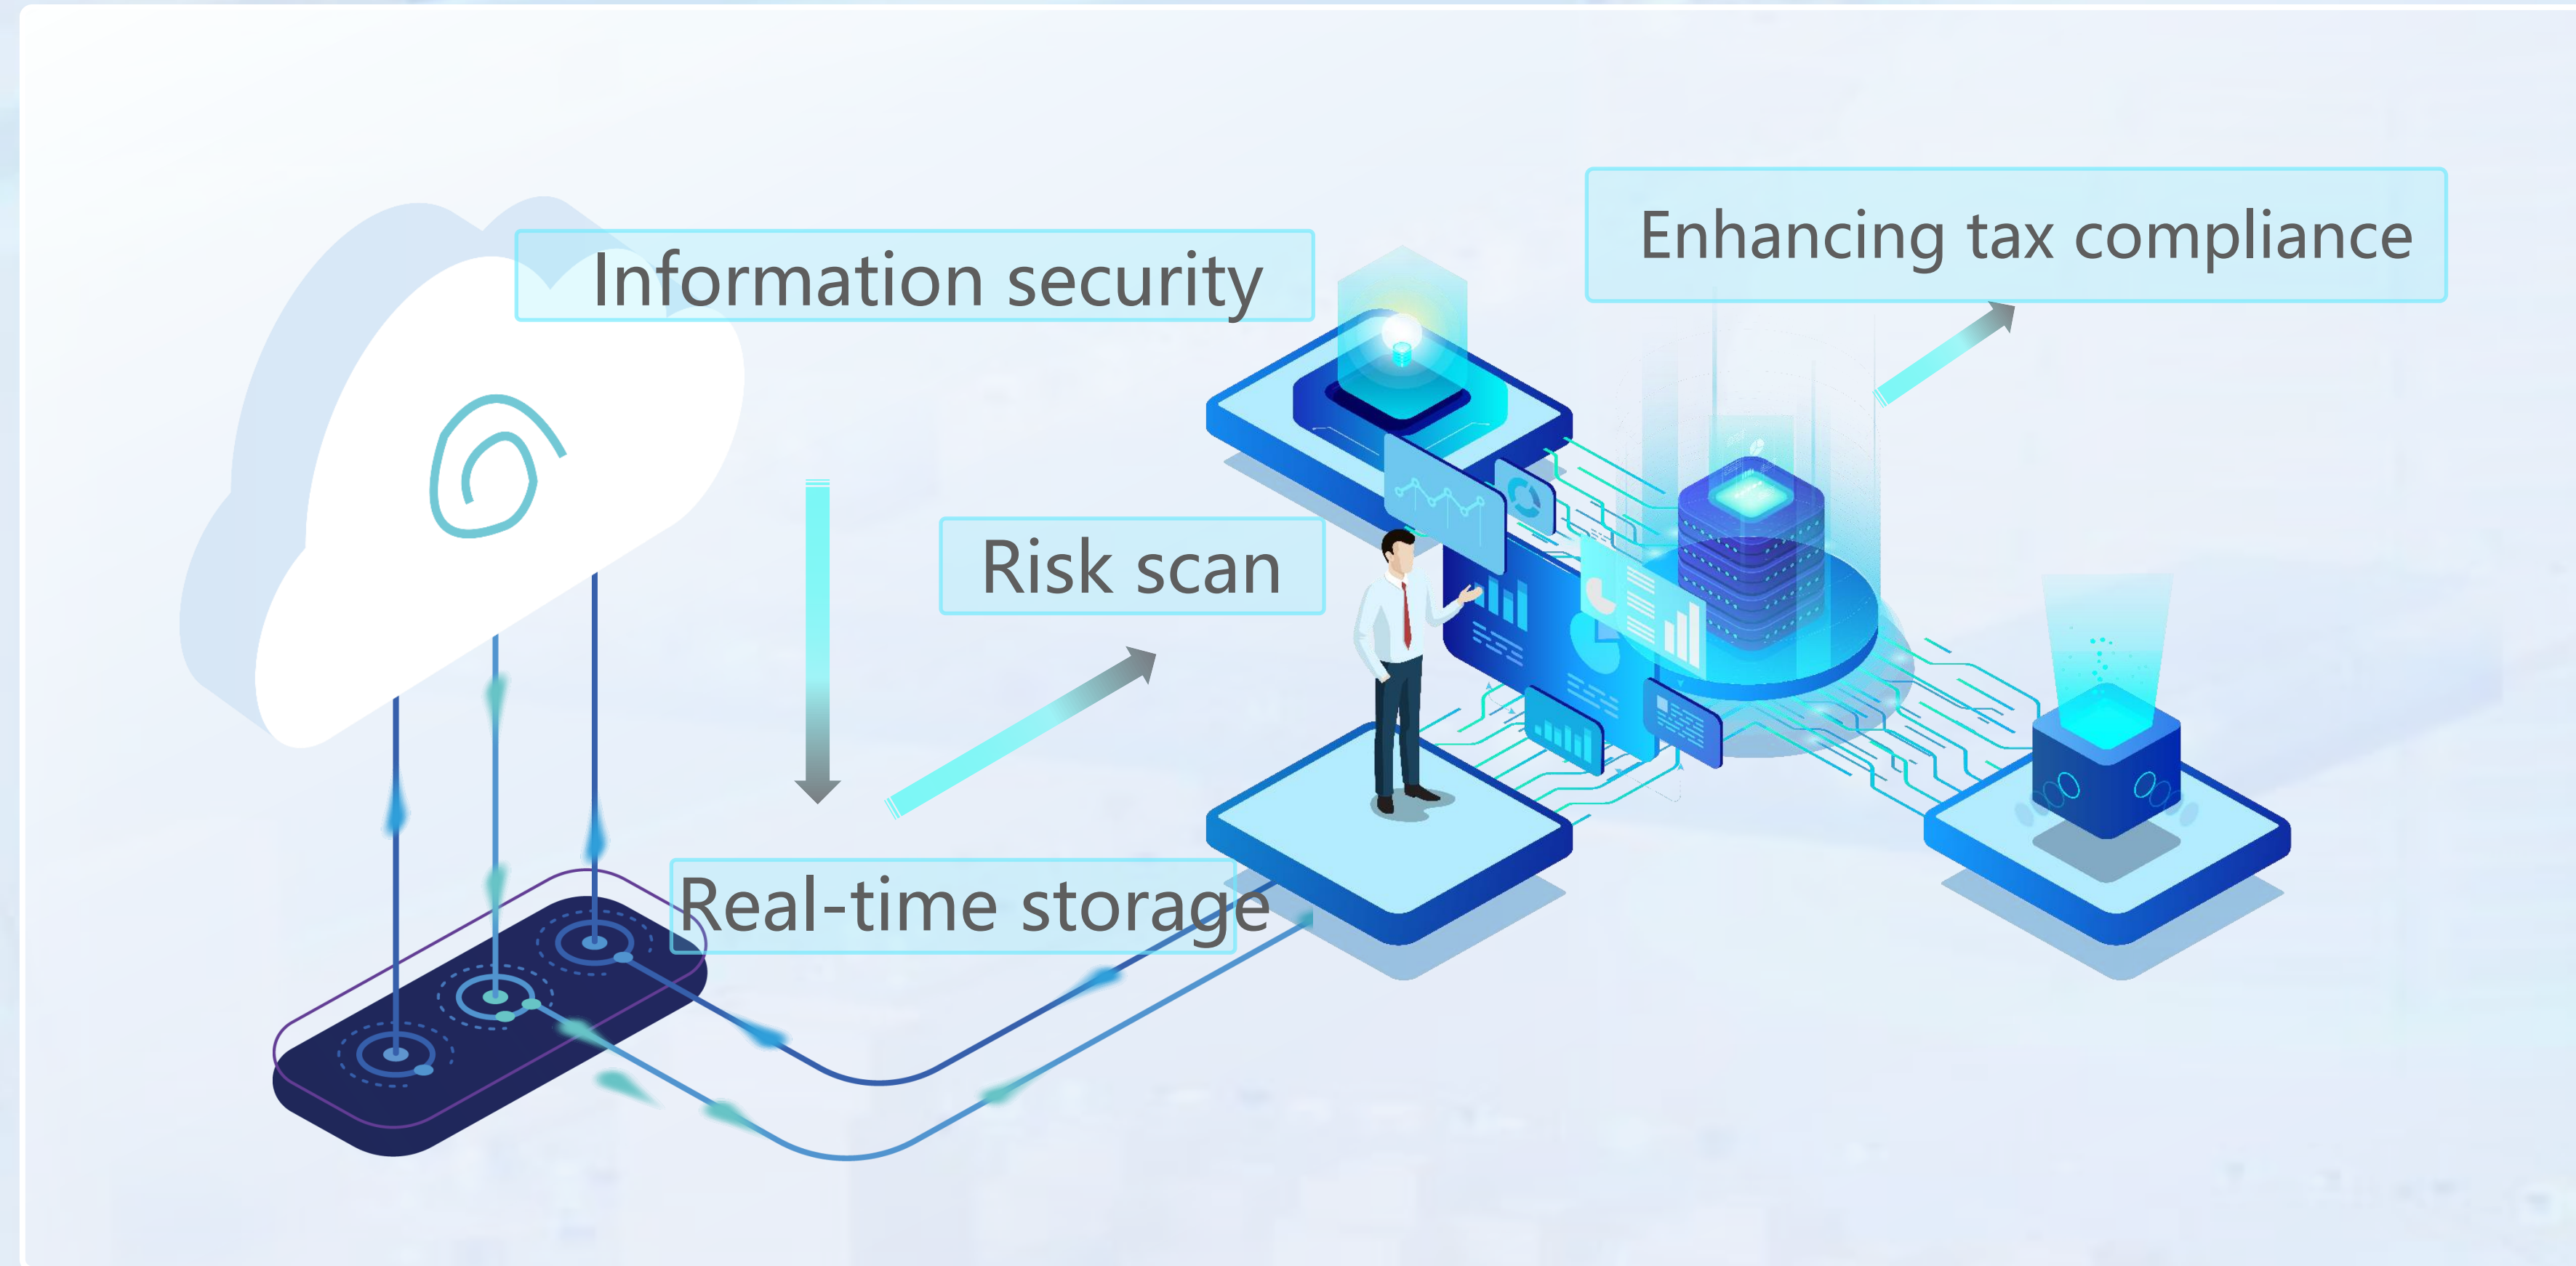 Information security
Enhancing tax compliance
Risk scan
Real-time storage